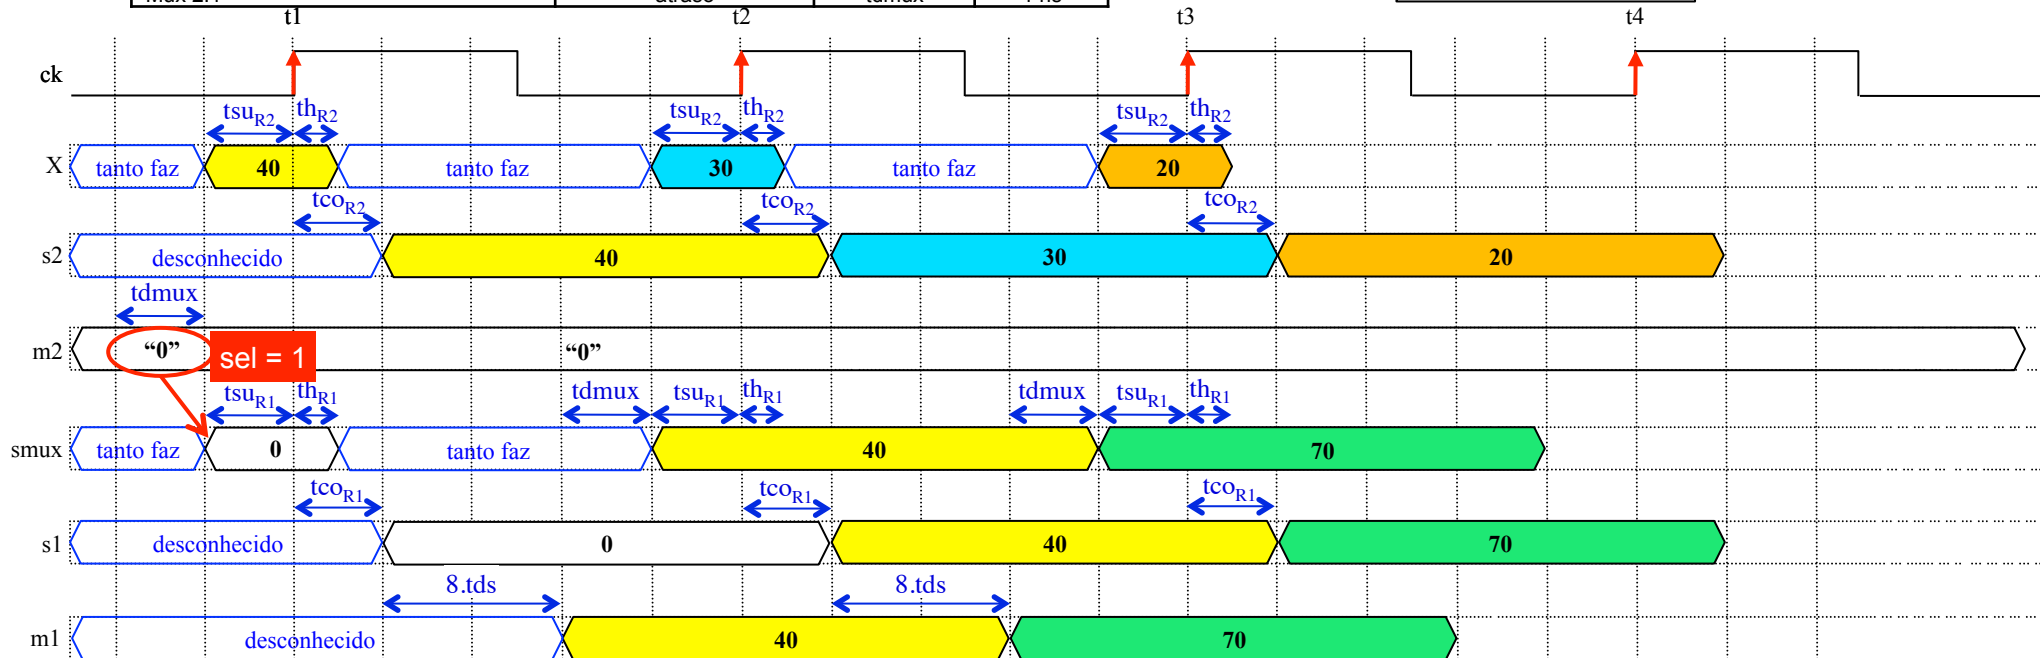 t1 t2 t3 t4
ck
tsuR2 thR2 tsuR2 thR2 tsuR2 thR2
X tanto faz 40 tanto faz 30 tanto faz 20
tcoR2 tcoR2 tcoR2
s2 desconhecido 40 30 20
tdmux
m2 “0” sel = 1 “0”
tsuR1 thR1 tdmux tsuR1 thR1 tdmux tsuR1 thR1
smux tanto faz 0 tanto faz 40 70
tcoR1 tcoR1 tcoR1
s1 desconhecido 0 40 70
8.tds 8.tds
m1 desconhecido 40 70